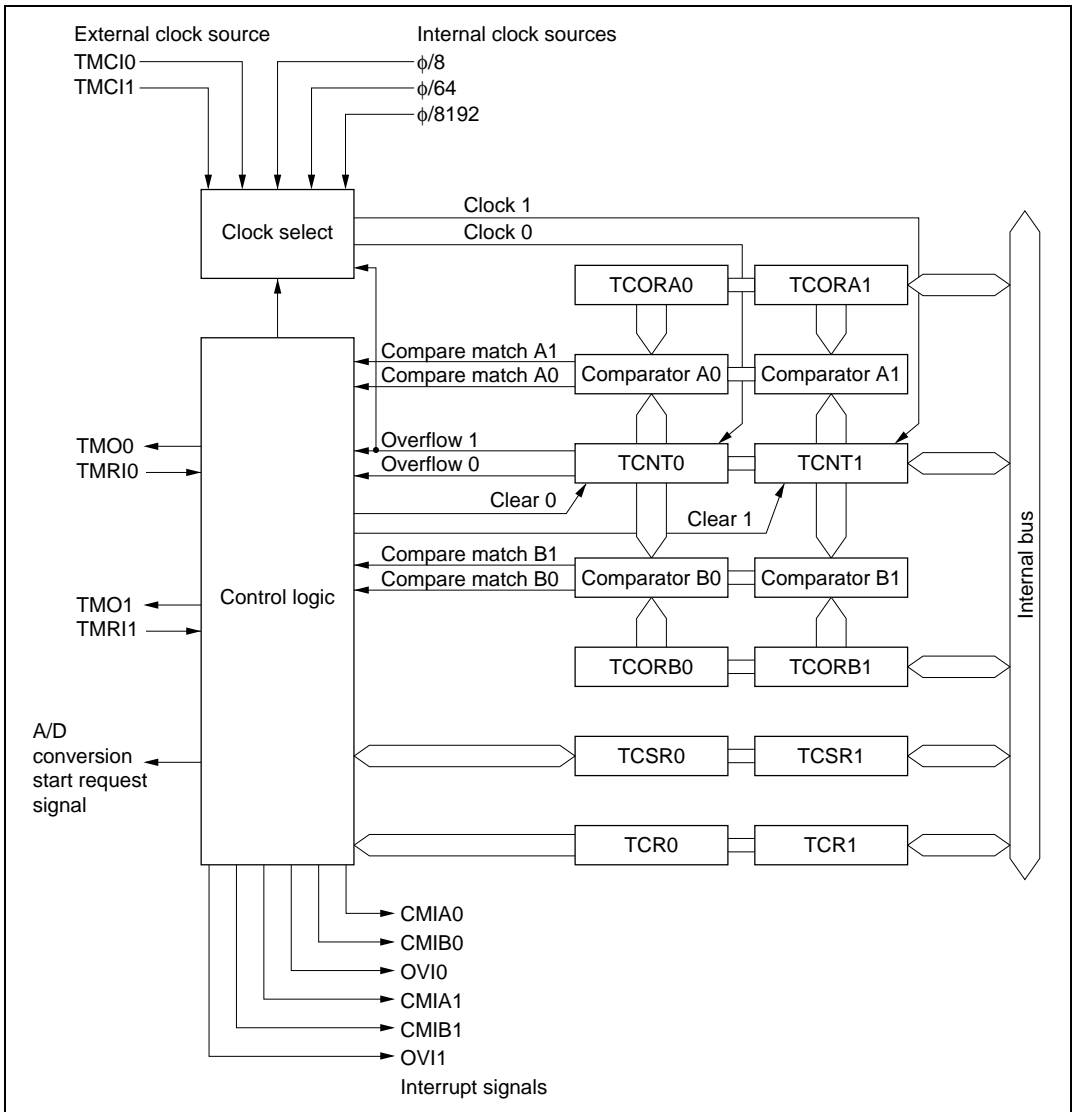 External clock source
Internal clock sources
TMCI0
ϕ/8
TMCI1
ϕ/64
ϕ/8192
Clock select
Clock 1
Clock 0
TCORA0
TCORA1
Compare match A1
Compare match A0
Comparator A0
Comparator A1
TMO0
TMRI0
Overflow 1
Overflow 0
TCNT0
TCNT1
Clear 0
Clear 1
Internal bus
Compare match B1
Compare match B0
Comparator B0
Comparator B1
Control logic
TMO1
TMRI1
TCORB0
TCORB1
A/D
conversion
start request
signal
TCSR0
TCSR1
TCR0
TCR1
CMIA0
CMIB0
OVI0
CMIA1
CMIB1
OVI1
Interrupt signals